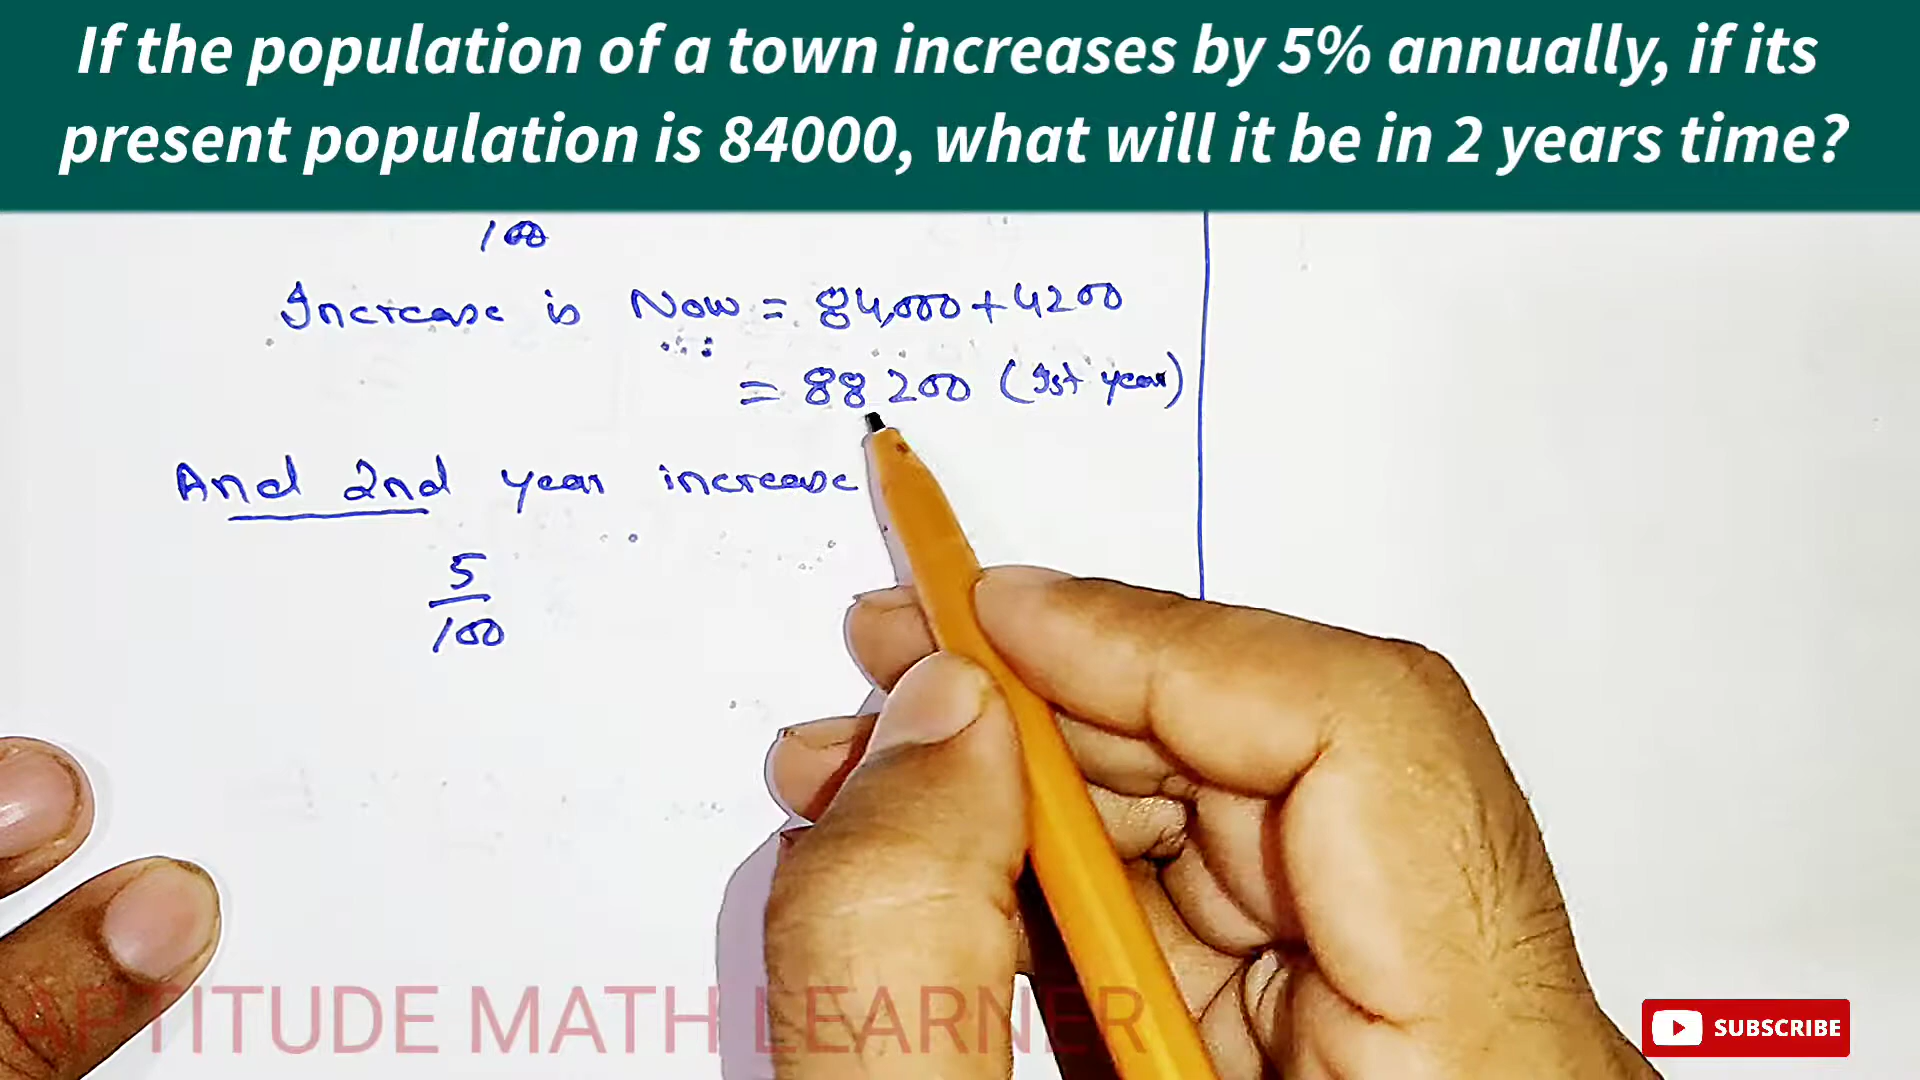 If the population of a town increases by 5% annually, if its
present population is 84000, what will it be in 2 years time?
100
Increase is Now = 84,000 + 4200
= 88200 (1st year)
And 2nd year increase
5
100
APTITUDE MATH LEARNER
SUBSCRIBE